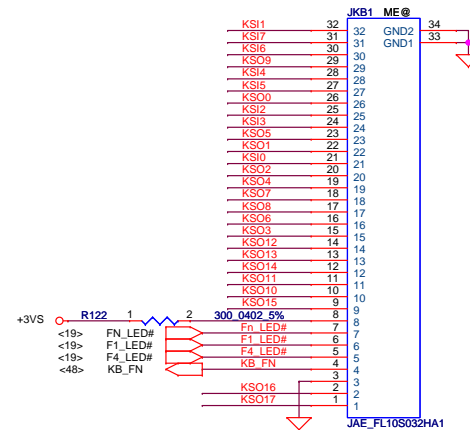 JKB1 ME@
KSI1 32 32 GND2 34
KSI7 31 31 GND1 33
KSI6 30 30
KSO9 29 29
KSI4 28 28
KSI5 27 27
KSO0 26 26
KSI2 25 25
KSI3 24 24
KSO5 23 23
KSO1 22 22
KSI0 21 21
KSO2 20 20
KSO4 19 19
KSO7 18 18
KSO8 17 17
KSO6 16 16
KSO3 15 15
KSO12 14 14
KSO13 13 13
KSO14 12 12
KSO11 11 11
KSO10 10 10
KSO15 9 9
+3VS R122 1 2 300_0402_5% 8 8
<19> FN_LED# Fn_LED# 7 7
<19> F1_LED# F1_LED# 6 6
<19> F4_LED# F4_LED# 5 5
<48> KB_FN KB_FN 4 4
3 3
KSO16 2 2
KSO17 1 1
JAE_FL10S032HA1